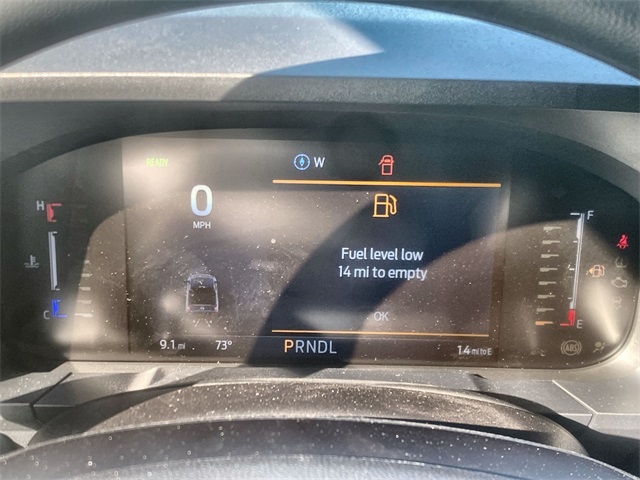 READY
W
0
MPH
H
C
Fuel level low
14 mi to empty
OK
F
E
9.1 mi
73°
PRNDL
14 mi to E
ABS